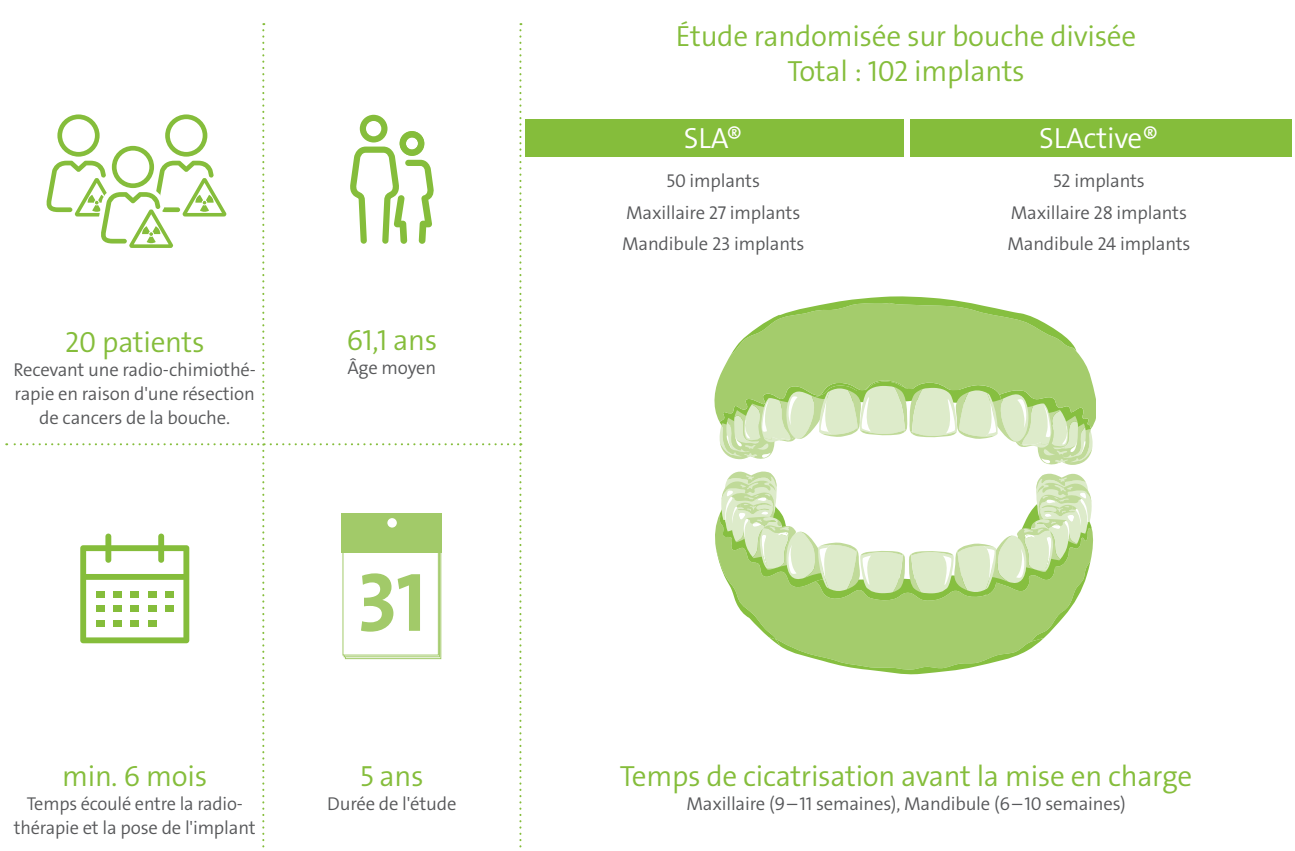 Étude randomisée sur bouche divisée
Total : 102 implants
SLA®
SLActive®
50 implants
Maxillaire 27 implants
Mandibule 23 implants
52 implants
Maxillaire 28 implants
Mandibule 24 implants
20 patients
Recevant une radio-chimiothé-
rapie en raison d'une résection
de cancers de la bouche.
61,1 ans
Âge moyen
31
min. 6 mois
Temps écoulé entre la radio-
thérapie et la pose de l'implant
5 ans
Durée de l'étude
Temps de cicatrisation avant la mise en charge
Maxillaire (9–11 semaines), Mandibule (6–10 semaines)